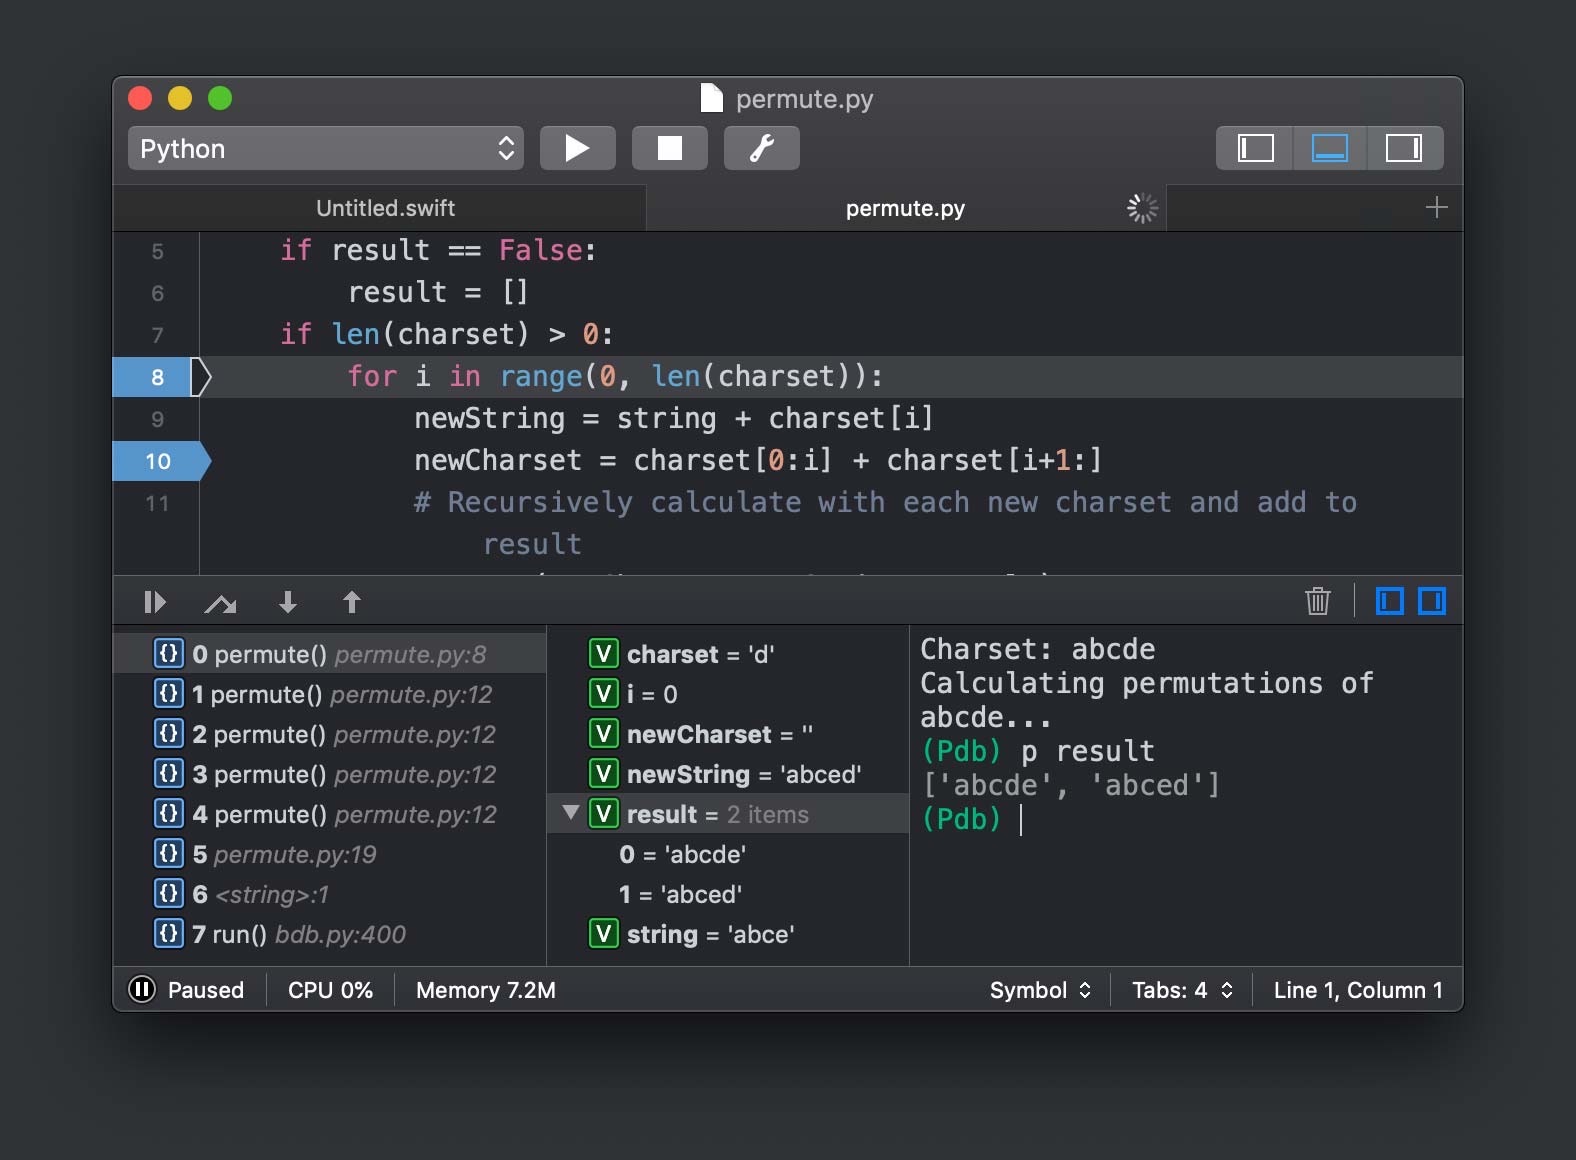 permute.py
Python
Untitled.swift
permute.py
5 if result == False:
6 result = []
7 if len(charset) > 0:
8 for i in range(0, len(charset)):
9 newString = string + charset[i]
10 newCharset = charset[0:i] + charset[i+1:]
11 # Recursively calculate with each new charset and add to
result
{} 0 permute() permute.py:8
{} 1 permute() permute.py:12
{} 2 permute() permute.py:12
{} 3 permute() permute.py:12
{} 4 permute() permute.py:12
{} 5 permute.py:19
{} 6 <string>:1
{} 7 run() bdb.py:400
V charset = 'd'
V i = 0
V newCharset = ''
V newString = 'abced'
V result = 2 items
0 = 'abcde'
1 = 'abced'
V string = 'abce'
Charset: abcde
Calculating permutations of
abcde...
(Pdb) p result
['abcde', 'abced']
(Pdb)
Paused
CPU 0%
Memory 7.2M
Symbol
Tabs: 4
Line 1, Column 1